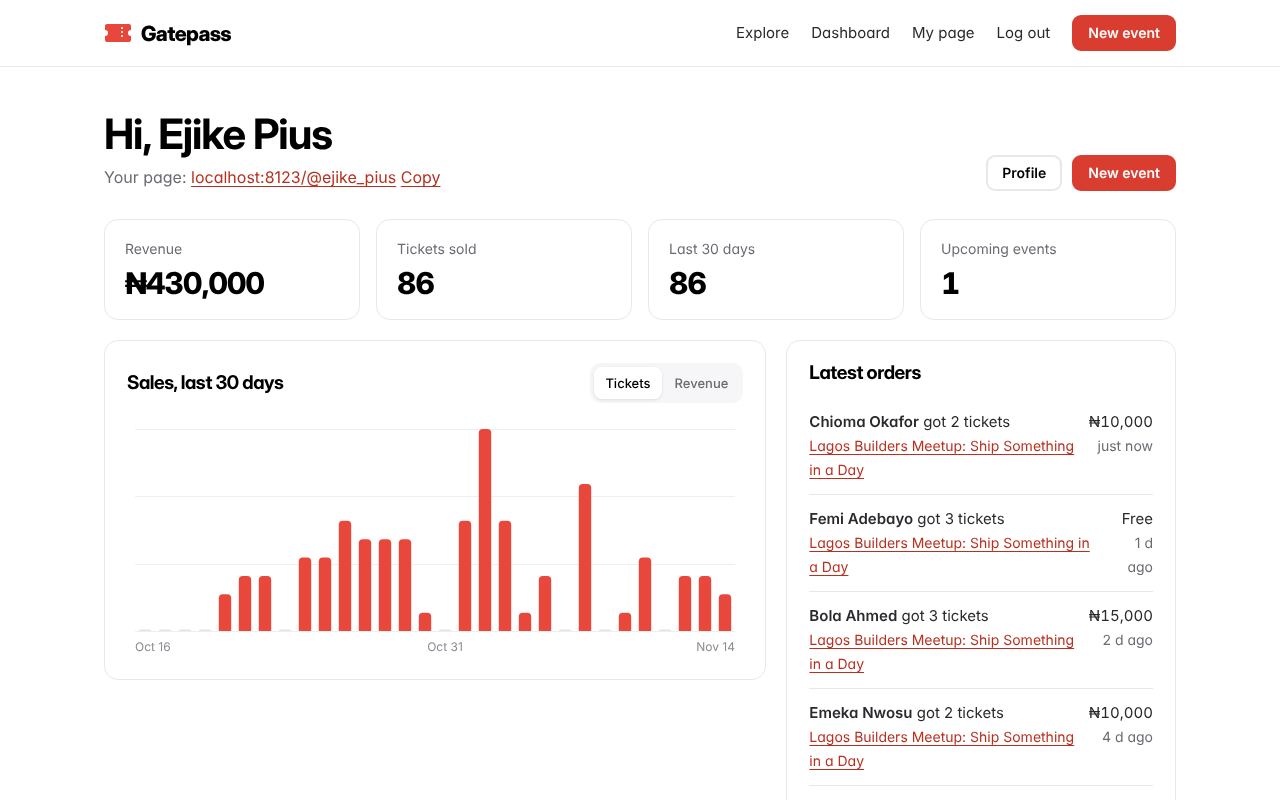 Gatepass
Explore Dashboard My page Log out New event
Hi, Ejike Pius
Your page: localhost:8123/@ejike_pius Copy
Profile New event
Revenue
₦430,000
Tickets sold
86
Last 30 days
86
Upcoming events
1
Sales, last 30 days
Tickets Revenue
Oct 16 Oct 31 Nov 14
Latest orders
Chioma Okafor got 2 tickets ₦10,000
Lagos Builders Meetup: Ship Something just now
in a Day
Femi Adebayo got 3 tickets Free
Lagos Builders Meetup: Ship Something in 1 d
a Day ago
Bola Ahmed got 3 tickets ₦15,000
Lagos Builders Meetup: Ship Something 2 d ago
in a Day
Emeka Nwosu got 2 tickets ₦10,000
Lagos Builders Meetup: Ship Something 4 d ago
in a Day